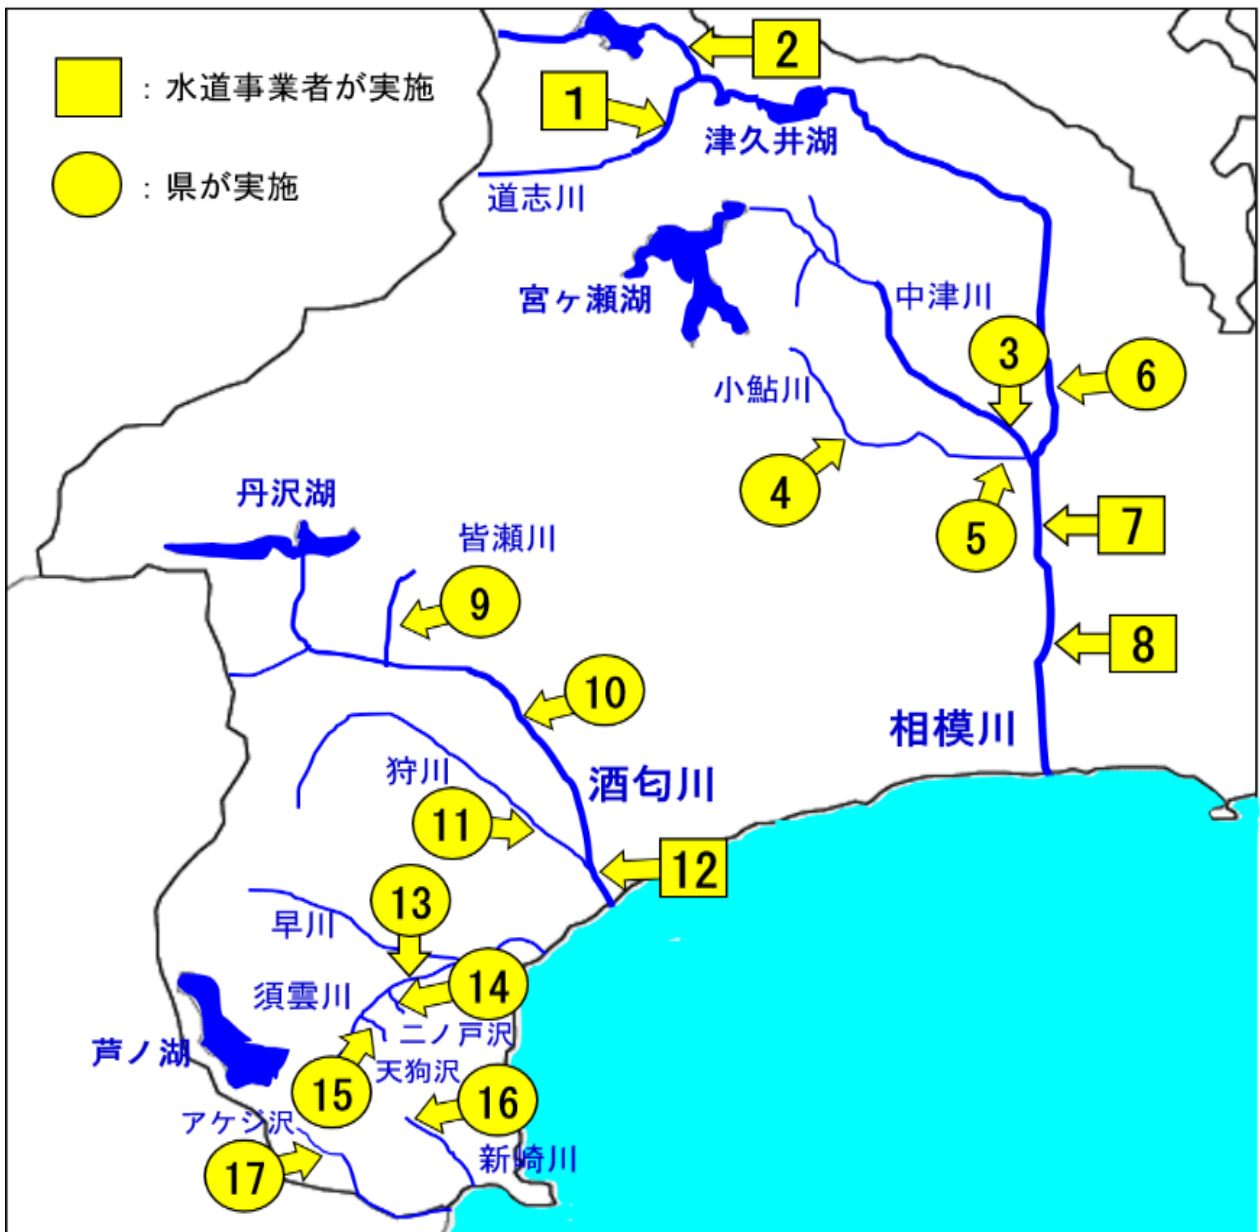 2
：水道事業者が実施
1
津久井湖
：県が実施
道志川
宮ヶ瀬湖
中津川
3
6
小鮎川
4
5
7
丹沢湖
皆瀬川
9
8
10
相模川
狩川
酒匂川
11
12
13
早川
14
須雲川
二ノ戸沢
芦ノ湖
天狗沢
15
16
アケジ沢
新崎川
17